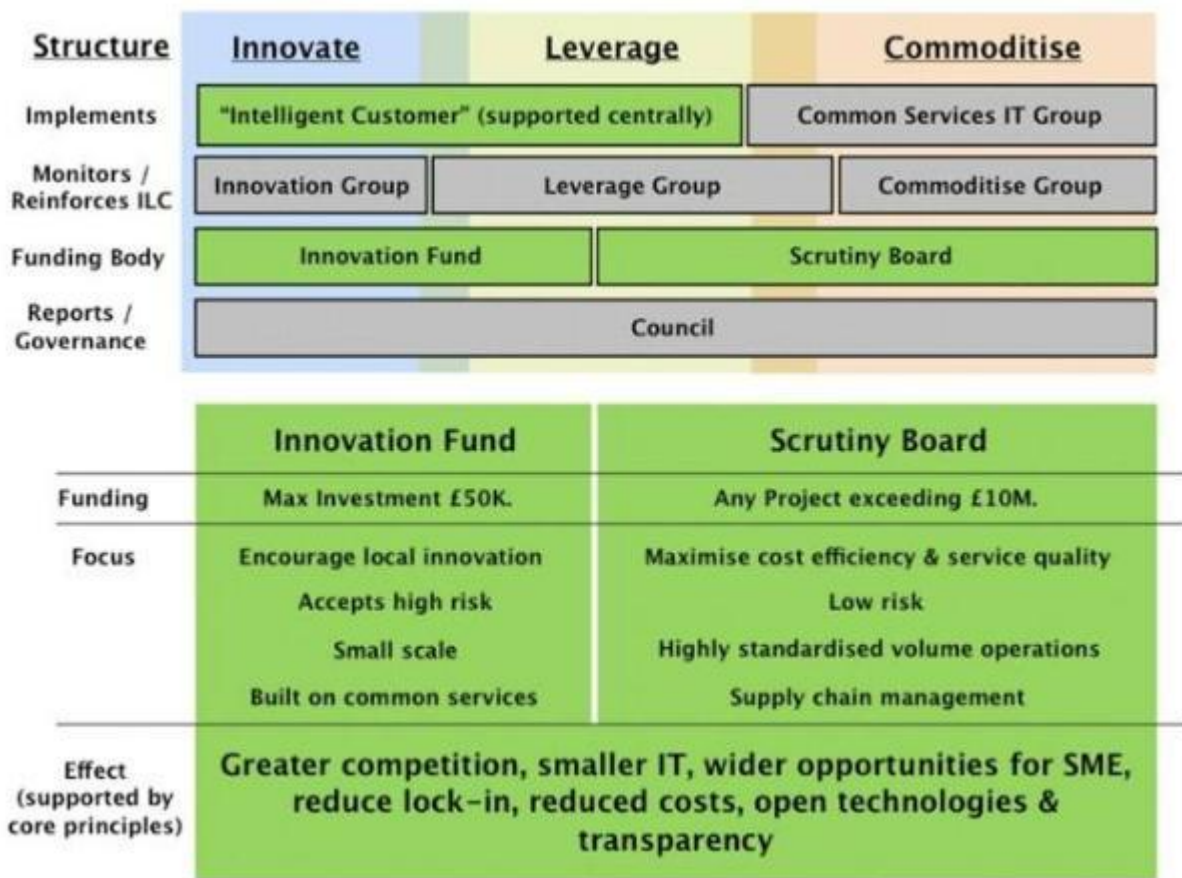 Structure Innovate Leverage Commoditise
Implements "Intelligent Customer" (supported centrally) Common Services IT Group
Monitors /
Reinforces ILC Innovation Group Leverage Group Commoditise Group
Funding Body Innovation Fund Scrutiny Board
Reports /
Governance Council
Innovation Fund Scrutiny Board
Funding Max Investment £50K. Any Project exceeding £10M.
Focus Encourage local innovation Maximise cost efficiency & service quality
Accepts high risk Low risk
Small scale Highly standardised volume operations
Built on common services Supply chain management
Effect
(supported by
core principles)
Greater competition, smaller IT, wider opportunities for SME,
reduce lock-in, reduced costs, open technologies &
transparency